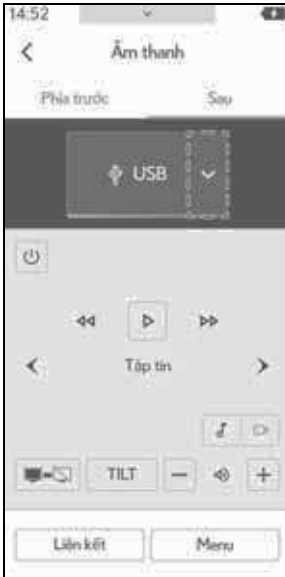 14:52
Âm thanh
Phía trước Sau
USB
Tập tin
TILT
Liên kết Menu